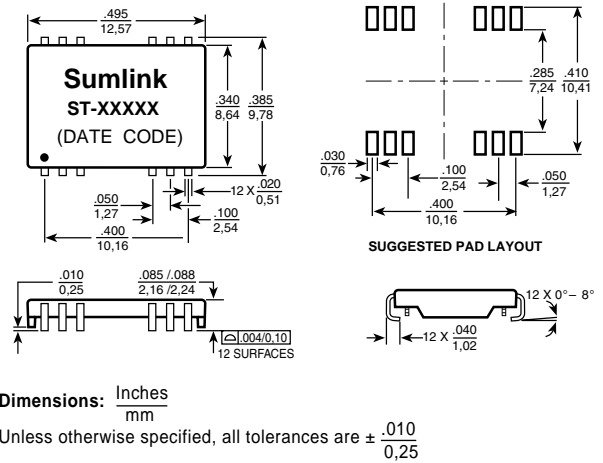 .495
12,57
Sumlink
ST-XXXXX
(DATE CODE)
.340
8,64
.385
9,78
.050
1,27
12 X .020
0,51
.100
2,54
.400
10,16
.285
7,24
.410
10,41
.030
0,76
.100
2,54
.050
1,27
.400
10,16
SUGGESTED PAD LAYOUT
.010
0,25
.085 /.088
2,16 /2,24
.004/0,10
12 SURFACES
12 X 0°– 8°
12 X .040
1,02
Dimensions: Inches
mm
Unless otherwise specified, all tolerances are ± .010
0,25